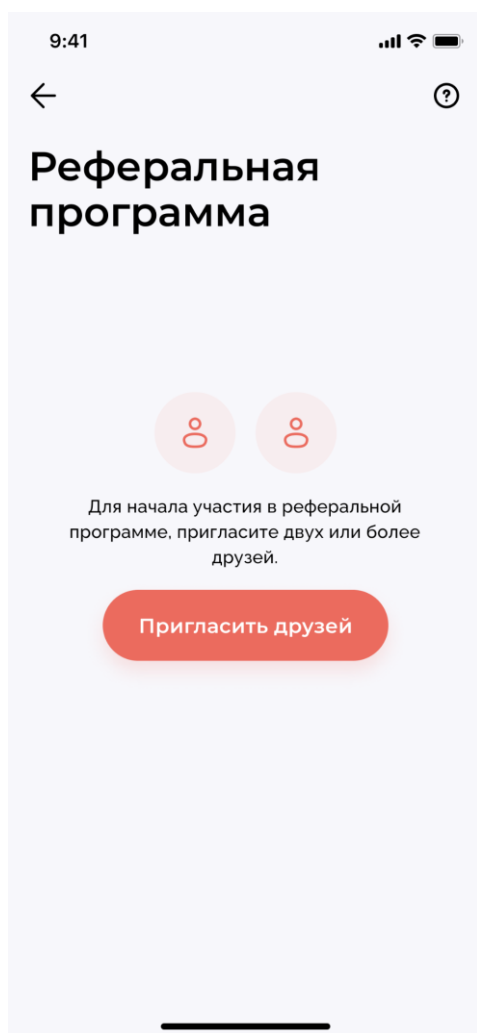 9:41
Реферальная
программа
Для начала участия в реферальной
программе, пригласите двух или более
друзей.
Пригласить друзей